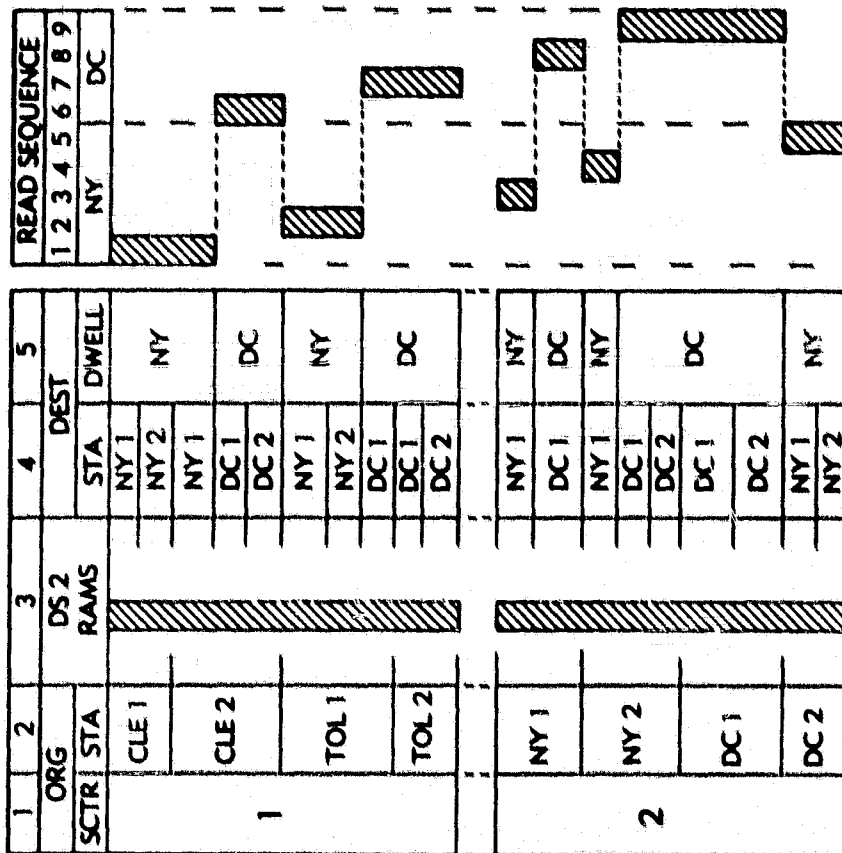 1 2 3 4 5 READ SEQUENCE
ORG DS 2 DEST 1 2 3 4 5 6 7 8 9
SCTR STA RAMS STA DWELL NY DC
CLE 1 NY 1
NY 2 NY
NY 1
CLE 2 DC 1 DC
DC 2
1
NY 1 NY
TOL 1 NY 2
DC 1
DC 1 DC
TOL 2 DC 2
NY 1 NY 1 NY
DC 1 DC
NY 1 NY
NY 2 DC 1
2 DC 2
DC 1 DC 1 DC
DC 2
DC 2 NY 1 NY
NY 2